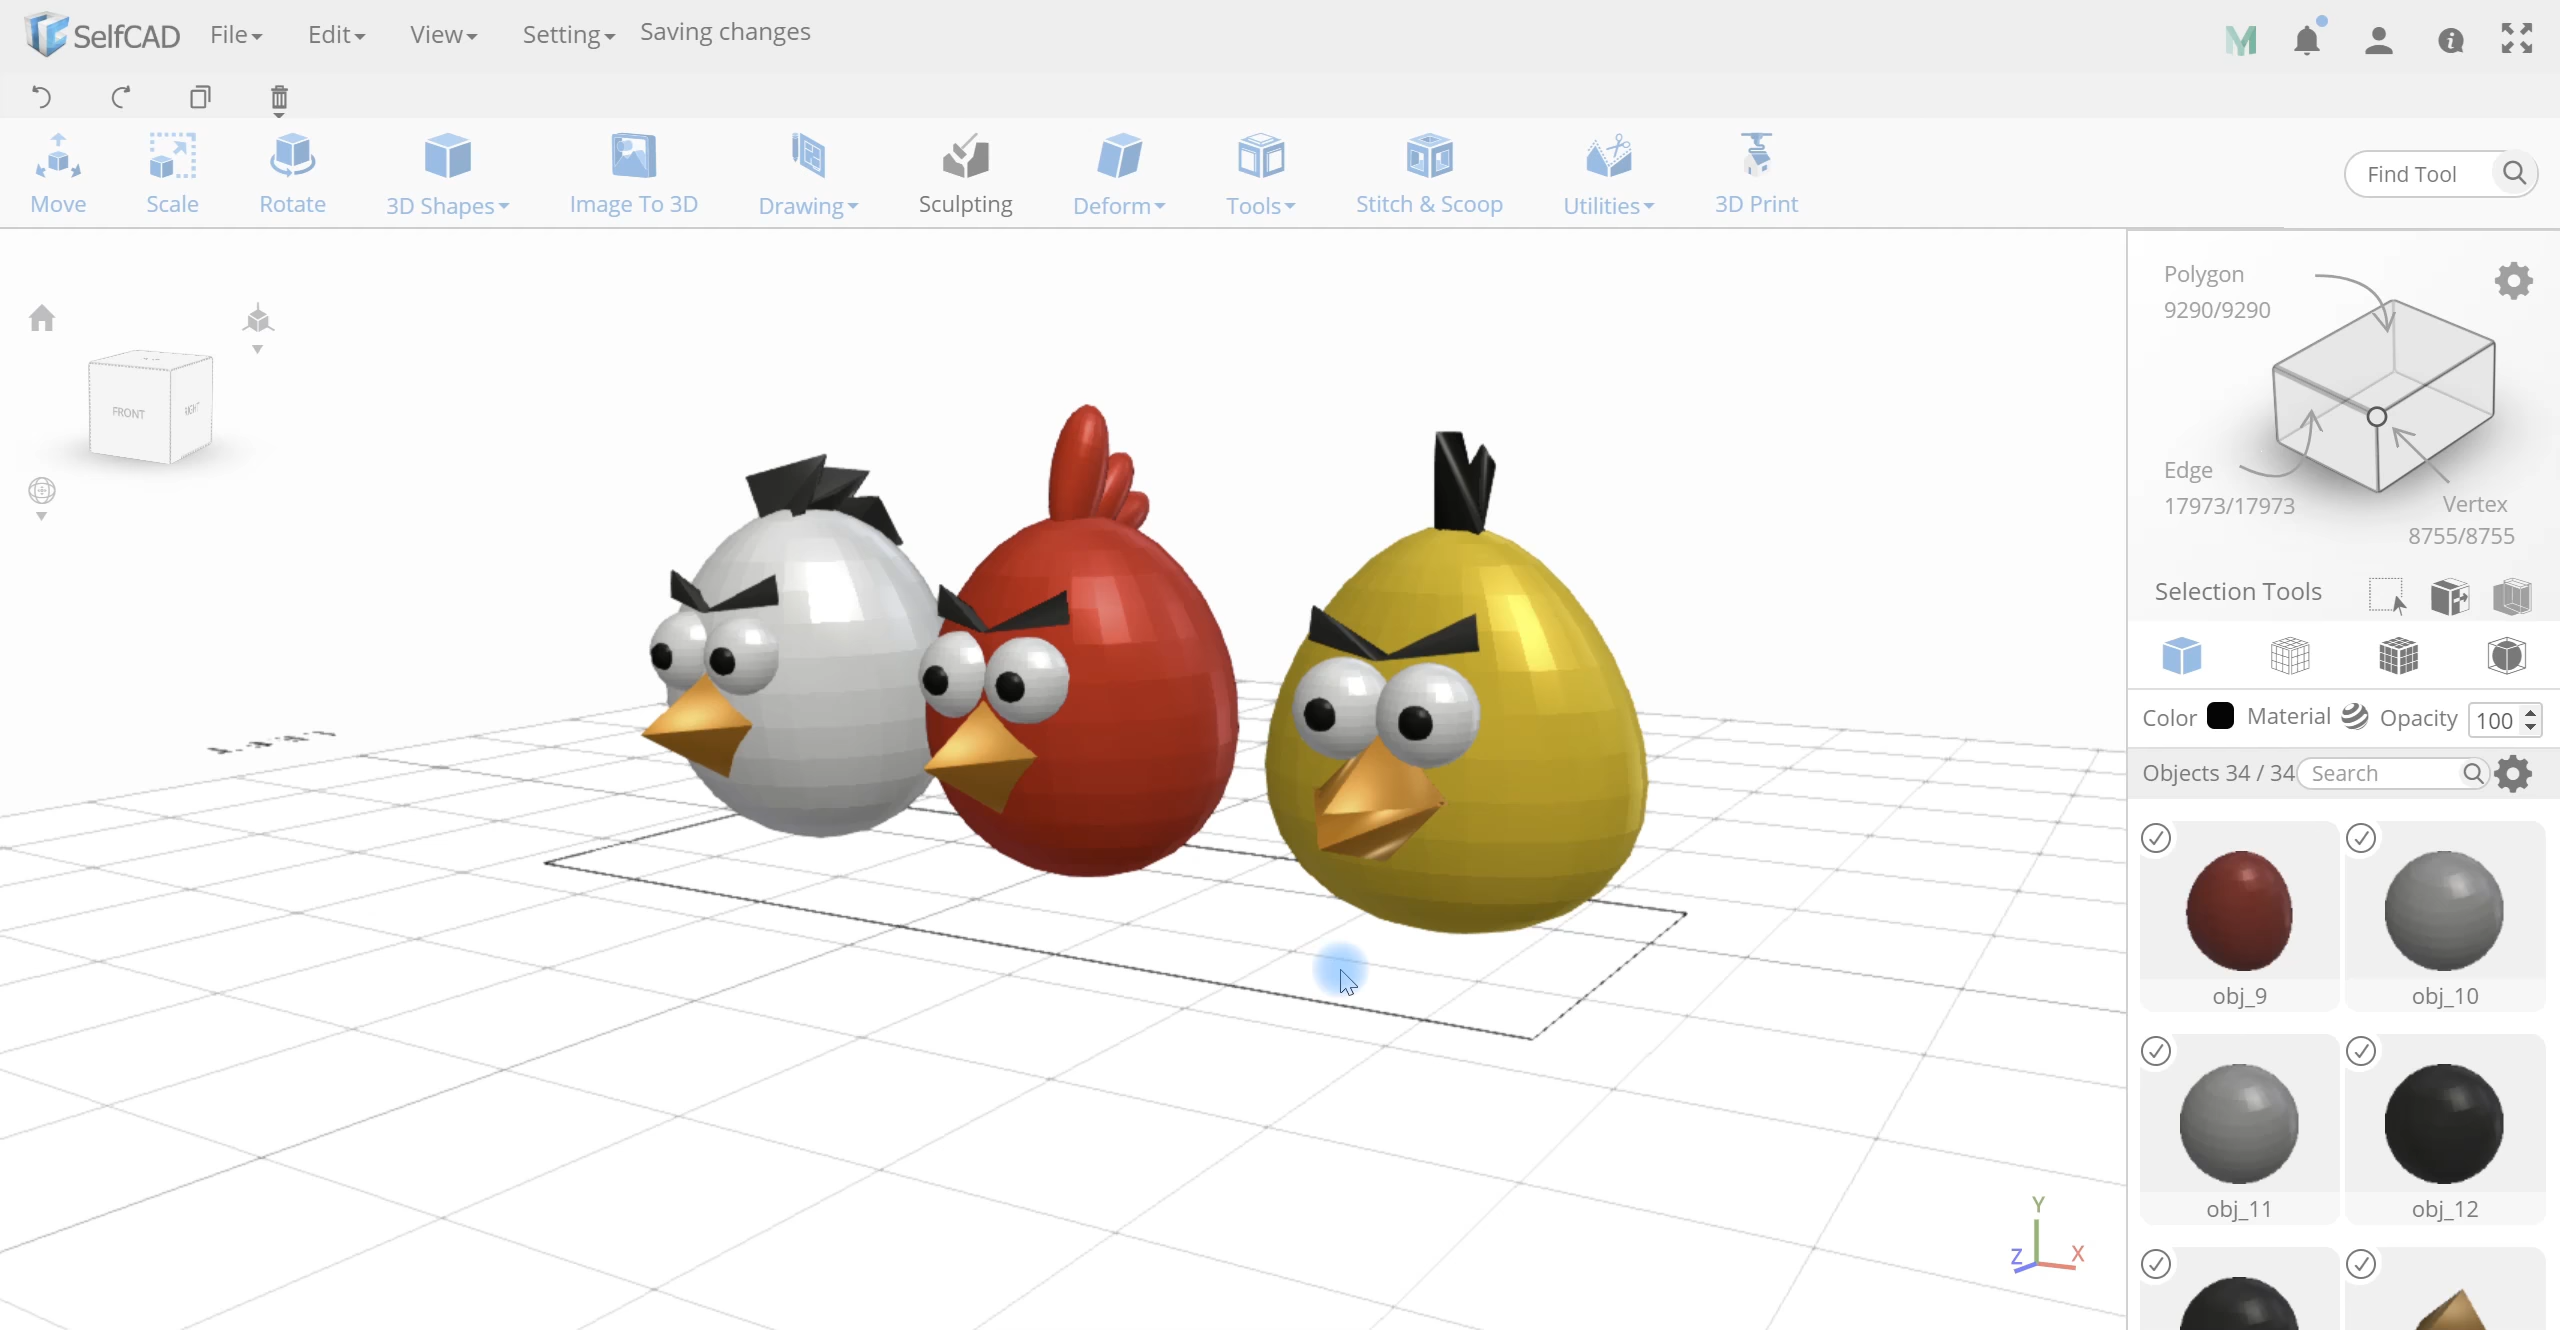 SelfCAD File Edit View Setting Saving changes
Move Scale Rotate 3D Shapes Image To 3D Drawing Sculpting Deform Tools Stitch & Scoop Utilities 3D Print Find Tool
FRONT RIGHT
Polygon
9290/9290
Edge
17973/17973
Vertex
8755/8755
Selection Tools
Color Material Opacity 100
Objects 34 / 34 Search
obj_9 obj_10
obj_11 obj_12
Y
Z X